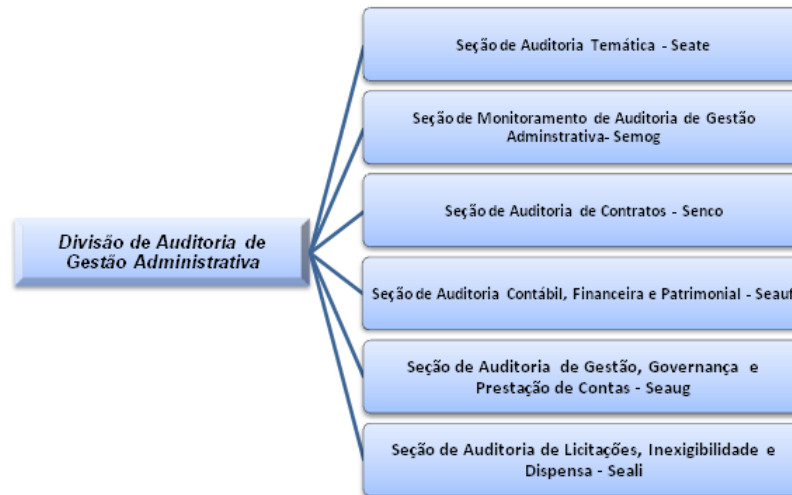 Seção de Auditoria Temática - Seate
Seção de Monitoramento de Auditoria de Gestão
Adminstrativa- Semog
Seção de Auditoria de Contratos - Senco
Divisão de Auditoria de
Gestão Administrativa
Seção de Auditoria Contábil, Financeira e Patrimonial - Seauf
Seção de Auditoria de Gestão, Governança e
Prestação de Contas - Seaug
Seção de Auditoria de Licitações, Inexigibilidade e
Dispensa - Seali